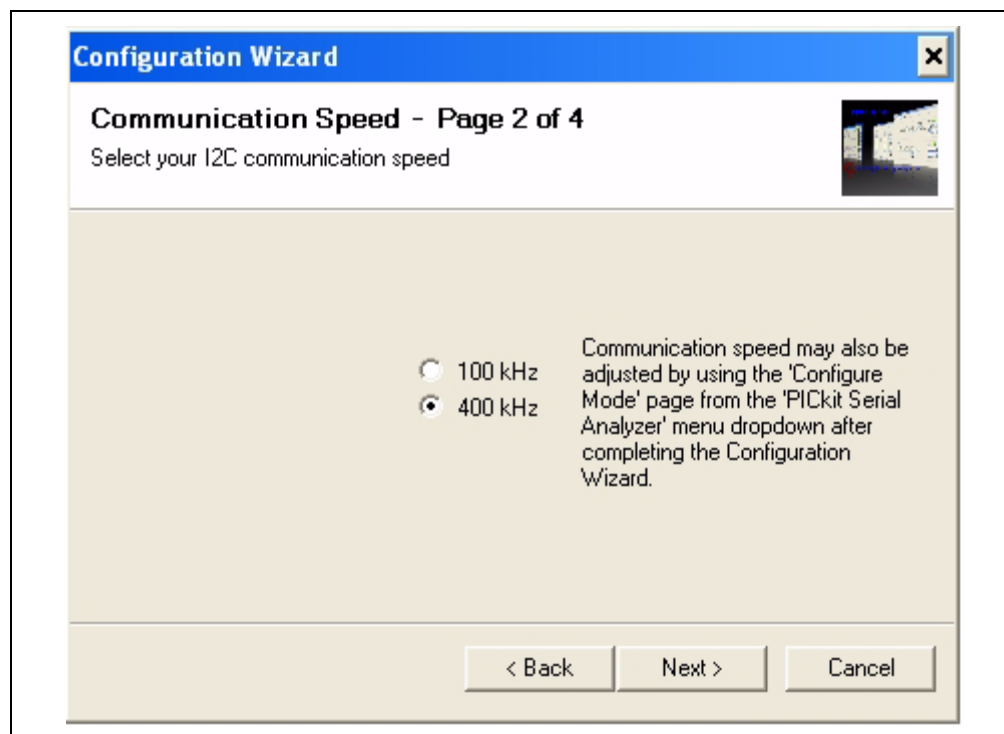 Configuration Wizard
Communication Speed - Page 2 of 4
Select your I2C communication speed
100 kHz
400 kHz
Communication speed may also be
adjusted by using the 'Configure
Mode' page from the 'PICkit Serial
Analyzer' menu dropdown after
completing the Configuration
Wizard.
< Back
Next >
Cancel